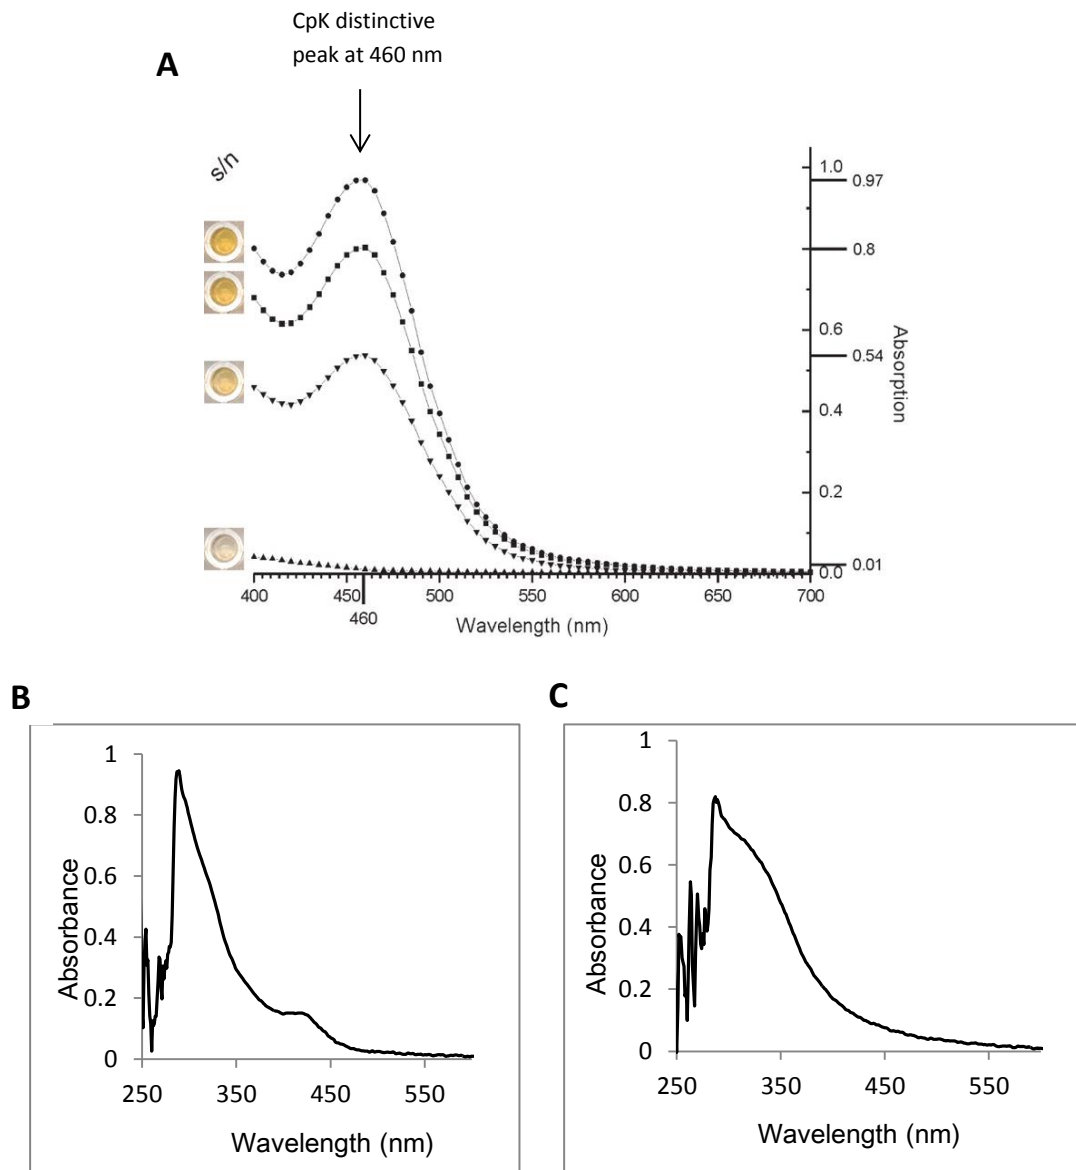 CpK distinctive
peak at 460 nm
A
s/n
1.0
0.97
0.8
0.6
0.54
0.4
0.2
0.01
0.0
Absorption
400 450 500 550 600 650 700
460
Wavelength (nm)
B
1
0.8
0.6
0.4
0.2
0
Absorbance
250 350 450 550
Wavelength (nm)
C
1
0.8
0.6
0.4
0.2
0
Absorbance
250 350 450 550
Wavelength (nm)